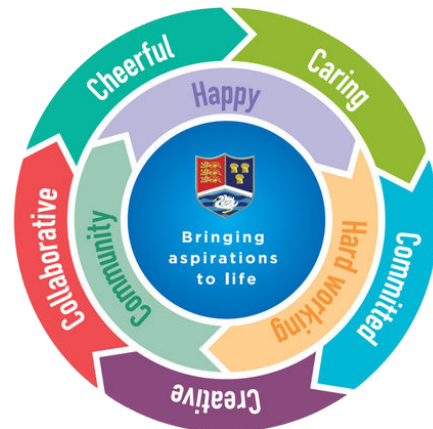 Cheerful
Caring
Committed
Creative
Collaborative
Happy
Hard working
Community
Bringing
aspirations
to life